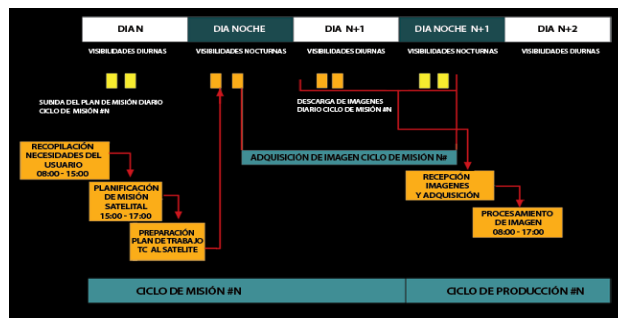 DIA N
DIA NOCHE
DIA N+1
DIA NOCHE N+1
DIA N+2
VISIBILIDADES DIURNAS
VISIBILIDADES NOCTURNAS
VISIBILIDADES DIURNAS
VISIBILIDADES NOCTURNAS
VISIBILIDADES DIURNAS
SUBIDA DEL PLAN DE MISIÓN DIARIO
CICLO DE MISIÓN #N
DESCARGA DE IMAGENES
DIARIO CICLO DE MISIÓN #N
RECOPILACIÓN
NECESIDADES DEL
USUARIO
08:00 - 15:00
ADQUISICIÓN DE IMAGEN CICLO DE MISIÓN N#
PLANIFICACIÓN
DE MISIÓN
SATELITAL
15:00 - 17:00
RECEPCIÓN
IMAGENES
Y ADQUISICIÓN
PREPARACIÓN
PLAN DE TRABAJO
TC AL SATELITE
PROCESAMIENTO
DE IMAGEN
08:00 - 17:00
CICLO DE MISIÓN #N
CICLO DE PRODUCCIÓN #N